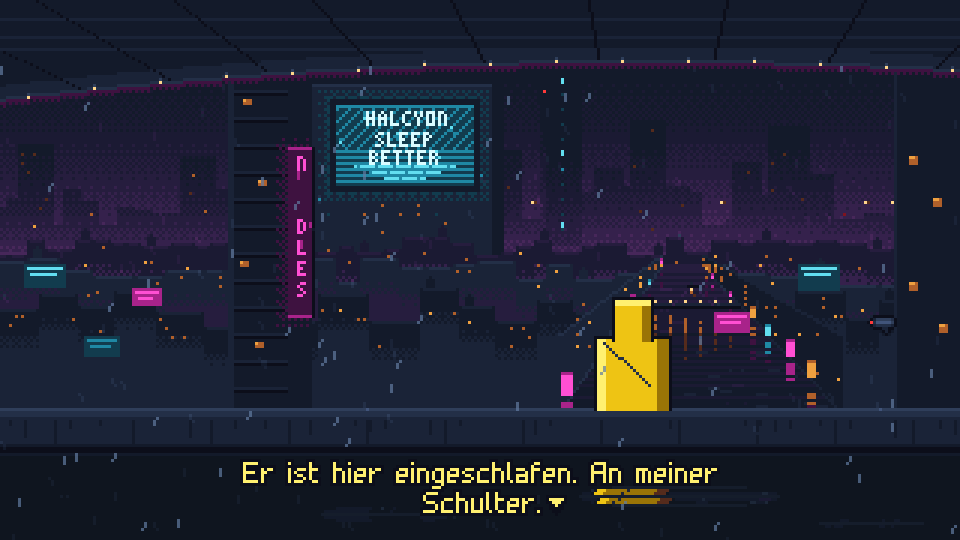 HALCYON
SLEEP
BETTER
Er ist hier eingeschlafen. An meiner
Schulter.